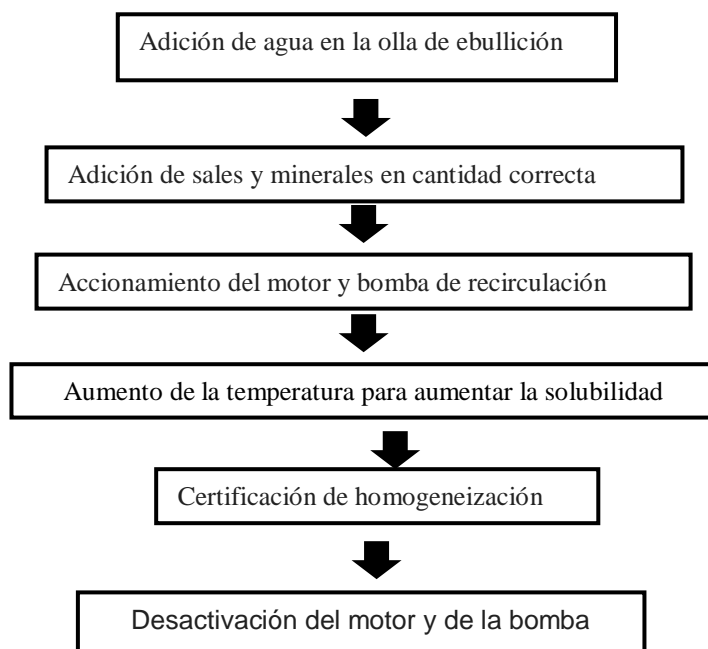 Adición de agua en la olla de ebullición
Adición de sales y minerales en cantidad correcta
Accionamiento del motor y bomba de recirculación
Aumento de la temperatura para aumentar la solubilidad
Certificación de homogeneización
Desactivación del motor y de la bomba